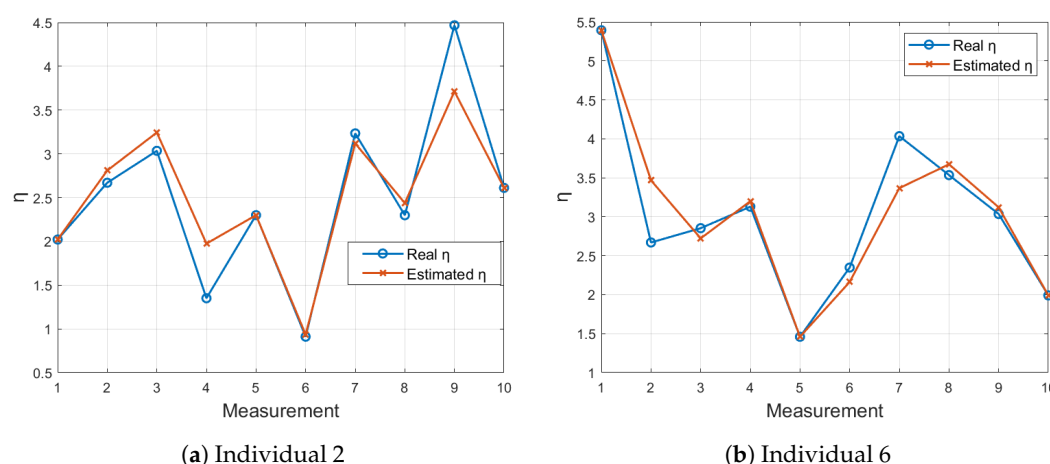 4.5
4
3.5
3
2.5
2
1.5
1
0.5
η
1 2 3 4 5 6 7 8 9 10
Measurement
Real η
Estimated η
(a) Individual 2
5.5
5
4.5
4
3.5
3
2.5
2
1.5
1
η
1 2 3 4 5 6 7 8 9 10
Measurement
Real η
Estimated η
(b) Individual 6